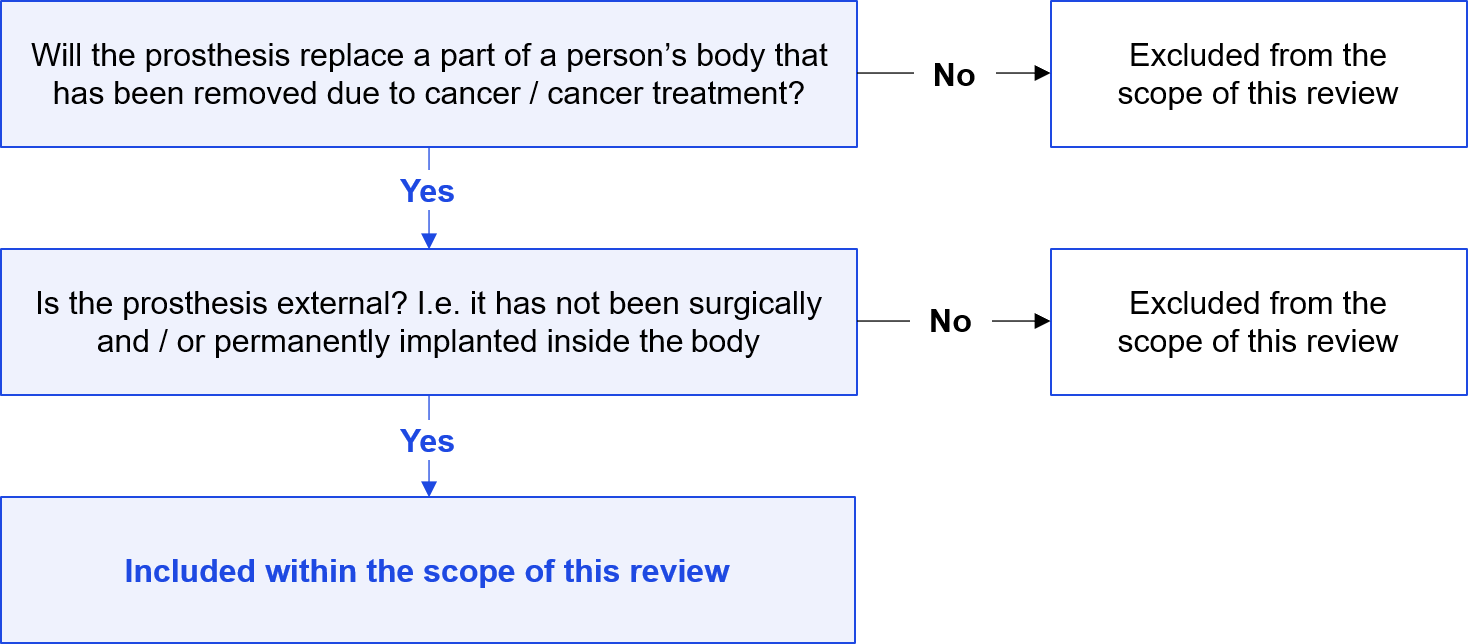 Will the prosthesis replace a part of a person’s body that
has been removed due to cancer / cancer treatment?
No
Excluded from the
scope of this review
Yes
Is the prosthesis external? I.e. it has not been surgically
and / or permanently implanted inside the body
No
Excluded from the
scope of this review
Yes
Included within the scope of this review